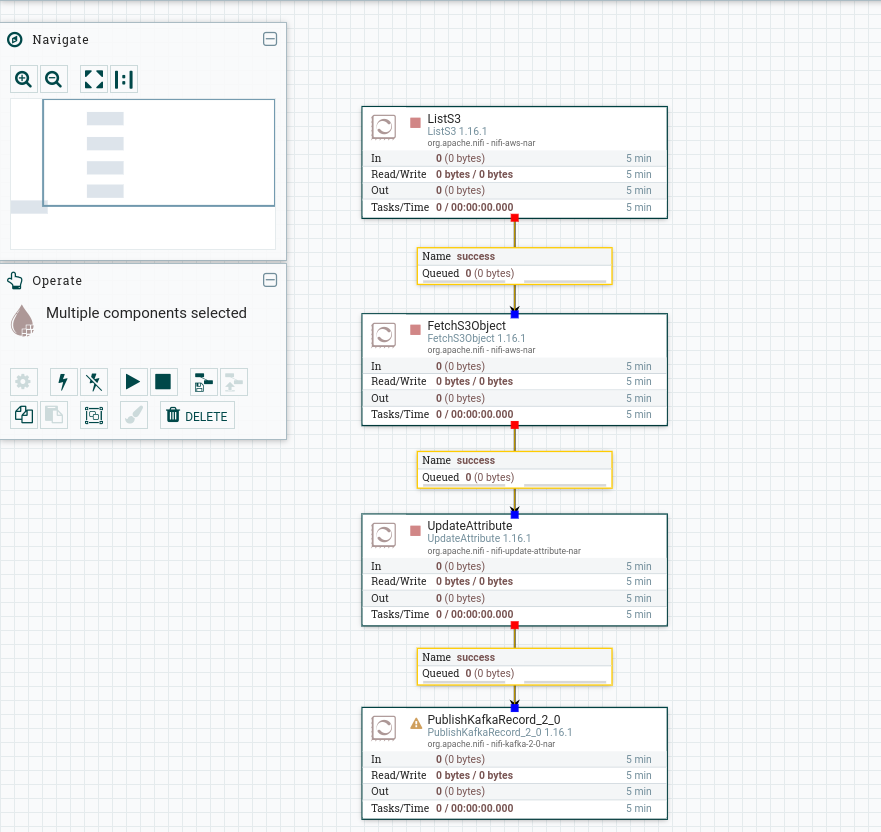 Navigate
Operate
Multiple components selected
DELETE
ListS3
ListS3 1.16.1
org.apache.nifi - nifi-aws-nar
In 0 (0 bytes) 5 min
Read/Write 0 bytes / 0 bytes 5 min
Out 0 (0 bytes) 5 min
Tasks/Time 0 / 00:00:00.000 5 min
Name success
Queued 0 (0 bytes)
FetchS3Object
FetchS3Object 1.16.1
org.apache.nifi - nifi-aws-nar
In 0 (0 bytes) 5 min
Read/Write 0 bytes / 0 bytes 5 min
Out 0 (0 bytes) 5 min
Tasks/Time 0 / 00:00:00.000 5 min
Name success
Queued 0 (0 bytes)
UpdateAttribute
UpdateAttribute 1.16.1
org.apache.nifi - nifi-update-attribute-nar
In 0 (0 bytes) 5 min
Read/Write 0 bytes / 0 bytes 5 min
Out 0 (0 bytes) 5 min
Tasks/Time 0 / 00:00:00.000 5 min
Name success
Queued 0 (0 bytes)
PublishKafkaRecord_2_0
PublishKafkaRecord_2_0 1.16.1
org.apache.nifi - nifi-kafka-2-0-nar
In 0 (0 bytes) 5 min
Read/Write 0 bytes / 0 bytes 5 min
Out 0 (0 bytes) 5 min
Tasks/Time 0 / 00:00:00.000 5 min